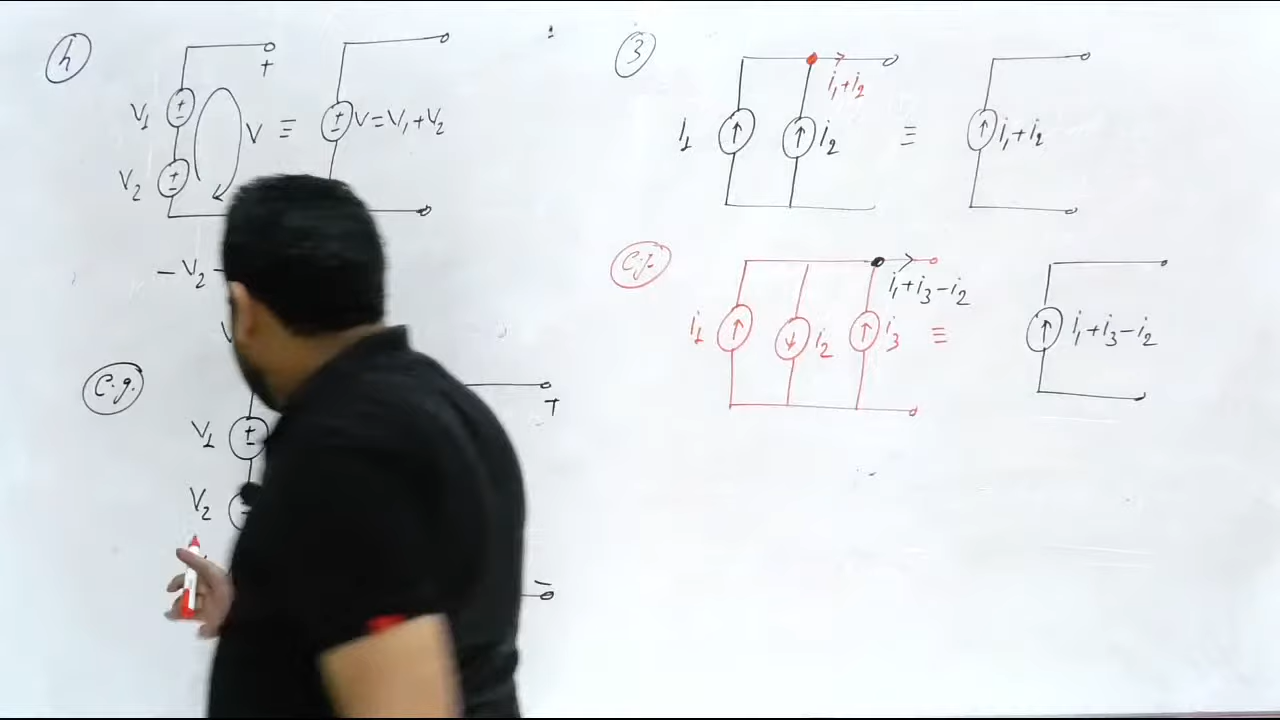 h
+
V₁ ± V ≡ ± V=V₁+V₂
V₂ ±
-V₂-
e.g.
V₁ ±
+
V₂
-
3
i₁+i₂
i₁ ↑ ↑ i₂ ≡ ↑ i₁+i₂
e.g.
i₁+i₃-i₂
i₁ ↑ ↓ i₂ ↑ i₃ ≡ ↑ i₁+i₃-i₂